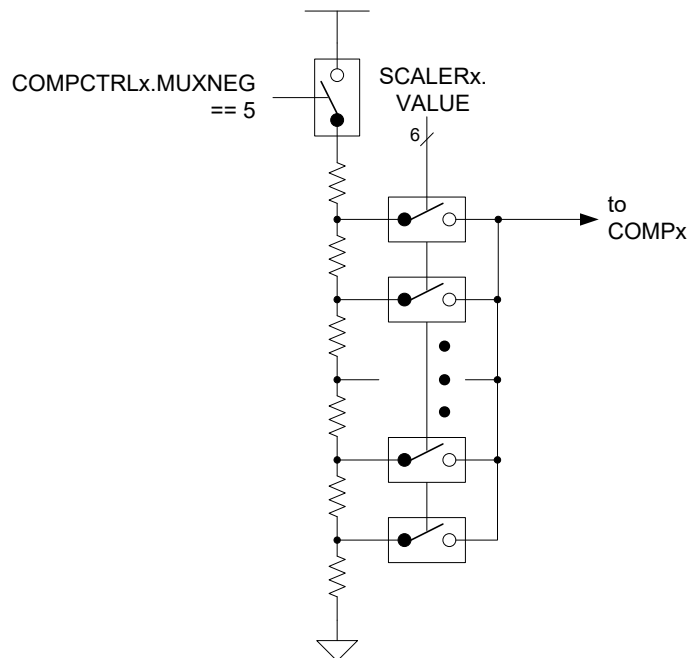 COMPCTRLx.MUXNEG
== 5
SCALERx.
VALUE
6
to
COMPx